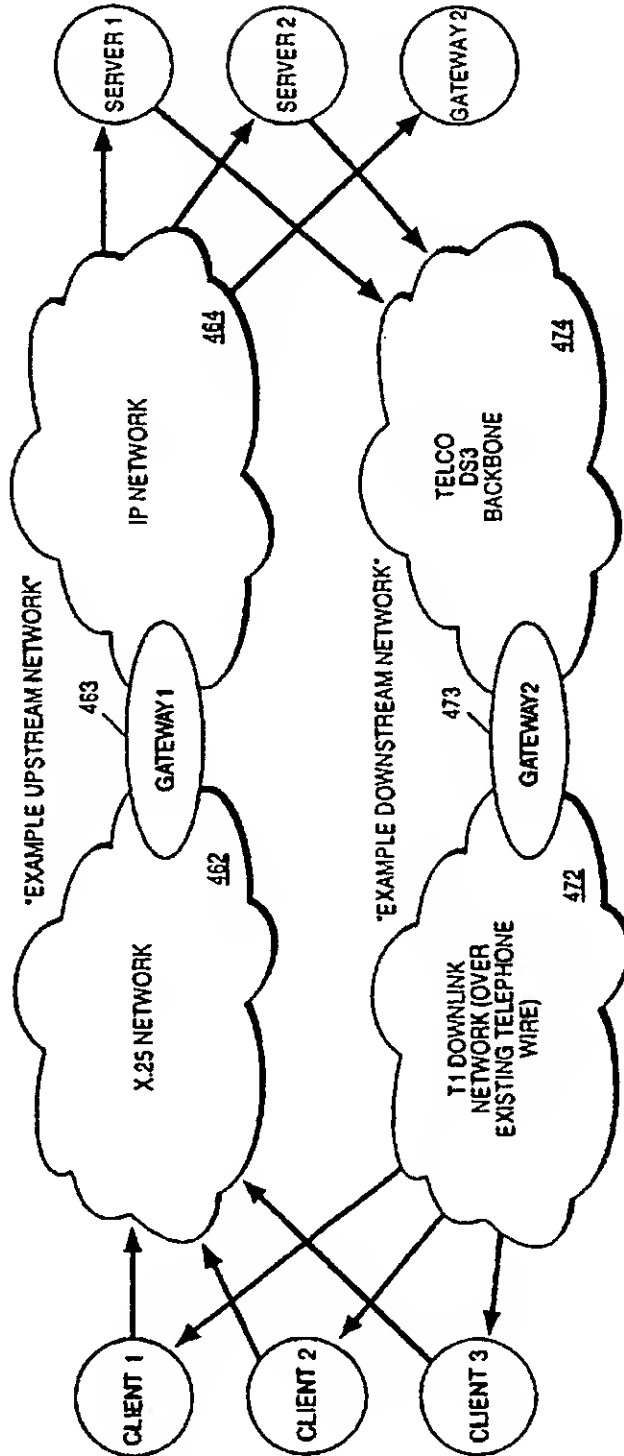 "EXAMPLE UPSTREAM NETWORK"
CLIENT 1
CLIENT 2
CLIENT 3
X.25 NETWORK
462
463
GATEWAY1
IP NETWORK
464
SERVER 1
SERVER 2
GATEWAY 2
"EXAMPLE DOWNSTREAM NETWORK"
T1 DOWNLINK
NETWORK (OVER
EXISTING TELEPHONE
WIRE)
472
473
GATEWAY2
TELCO
DS3
BACKBONE
474